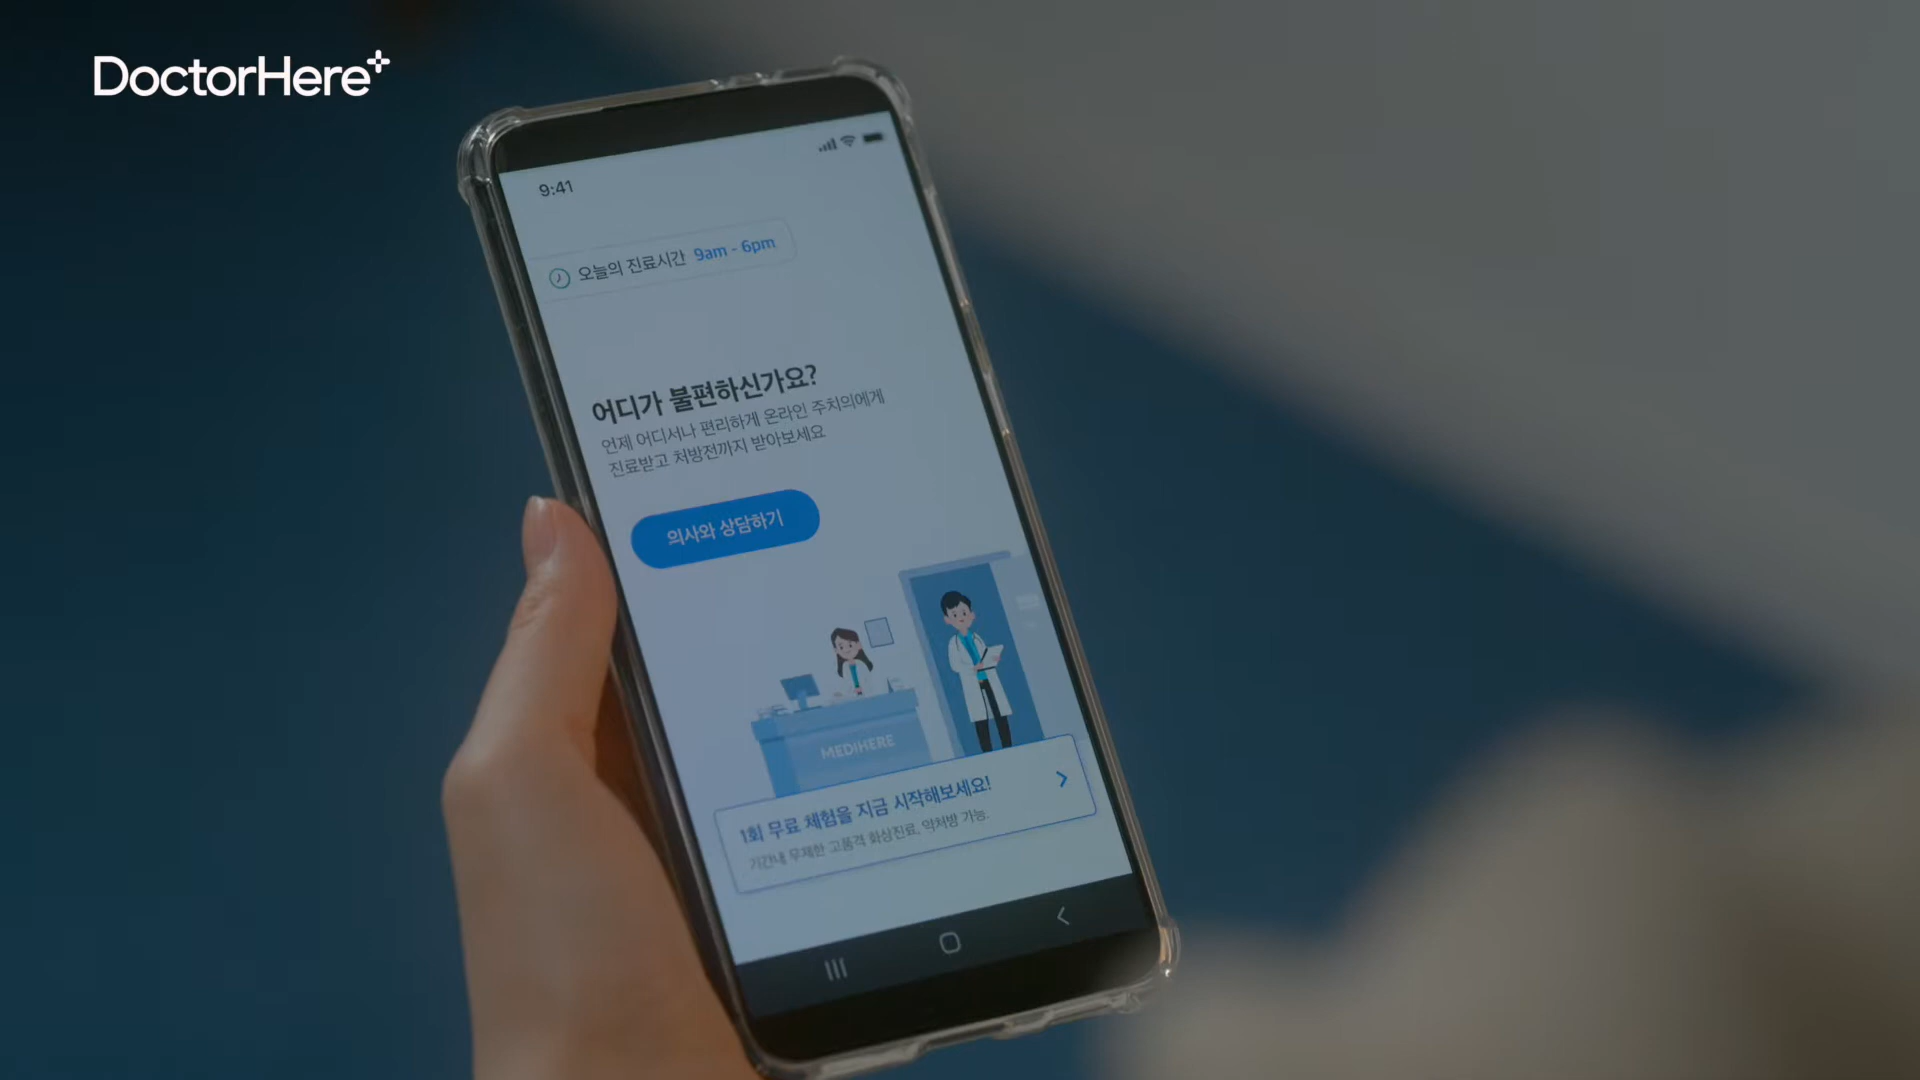 DoctorHere
9:41
오늘의 진료시간 9am - 6pm
어디가 불편하신가요?
언제 어디서나 편리하게 온라인 주치의에게
진료받고 처방전까지 받아보세요
의사와 상담하기
MEDIHERE
1회 무료 체험을 지금 시작해보세요!
기간내 무제한 고품격 화상진료, 약처방 가능.